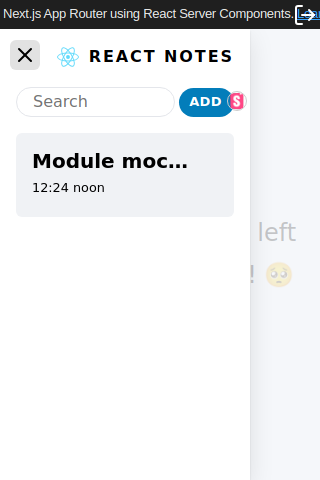 Next.js App Router using React Server Components.
REACT NOTES
Search
ADD
S
Module moc…
12:24 noon
left
! 🥺